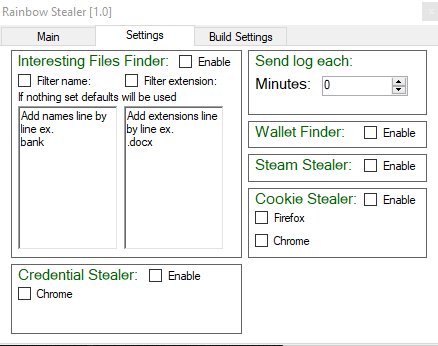 Rainbow Stealer [1.0]
Main
Settings
Build Settings
Interesting Files Finder:
Enable
Filter name:
Filter extension:
If nothing set defaults will be used
Add names line by
line ex.
bank
Add extensions line
by line ex.
.docx
Credential Stealer:
Enable
Chrome
Send log each:
Minutes:
0
Wallet Finder:
Enable
Steam Stealer:
Enable
Cookie Stealer:
Enable
Firefox
Chrome